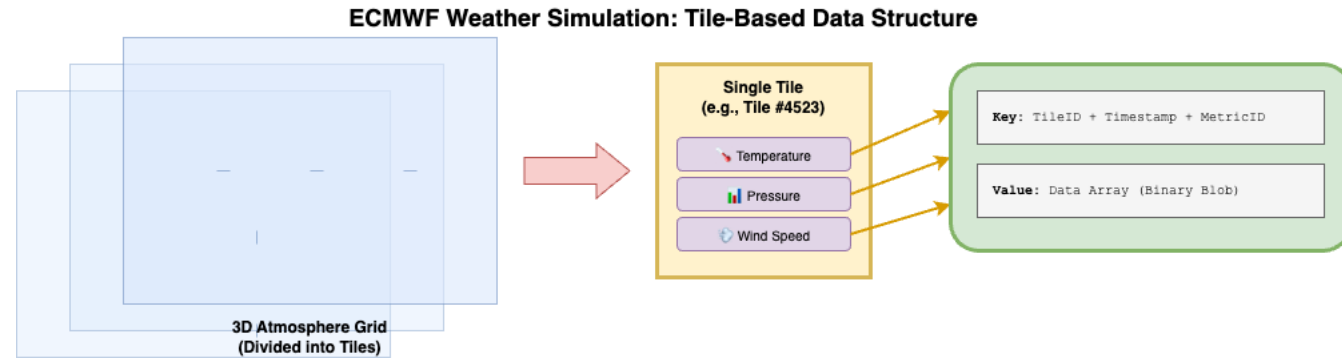 ECMWF Weather Simulation: Tile-Based Data Structure
3D Atmosphere Grid
(Divided into Tiles)
Single Tile
(e.g., Tile #4523)
Temperature
Pressure
Wind Speed
Key: TileID + Timestamp + MetricID
Value: Data Array (Binary Blob)